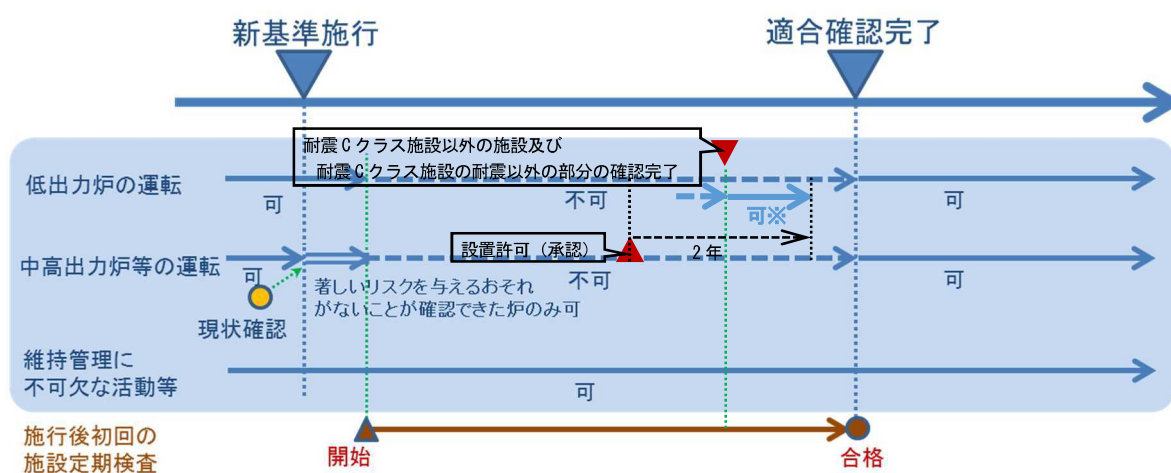 新基準施行
適合確認完了
耐震Cクラス施設以外の施設及び
耐震Cクラス施設の耐震以外の部分の確認完了
低出力炉の運転
可
不可
可※
可
設置許可（承認）
2年
中高出力炉等の運転
可
不可
可
著しいリスクを与えるおそれ
がないことが確認できた炉のみ可
現状確認
維持管理に
不可欠な活動等
可
施行後初回の
施設定期検査
開始
合格